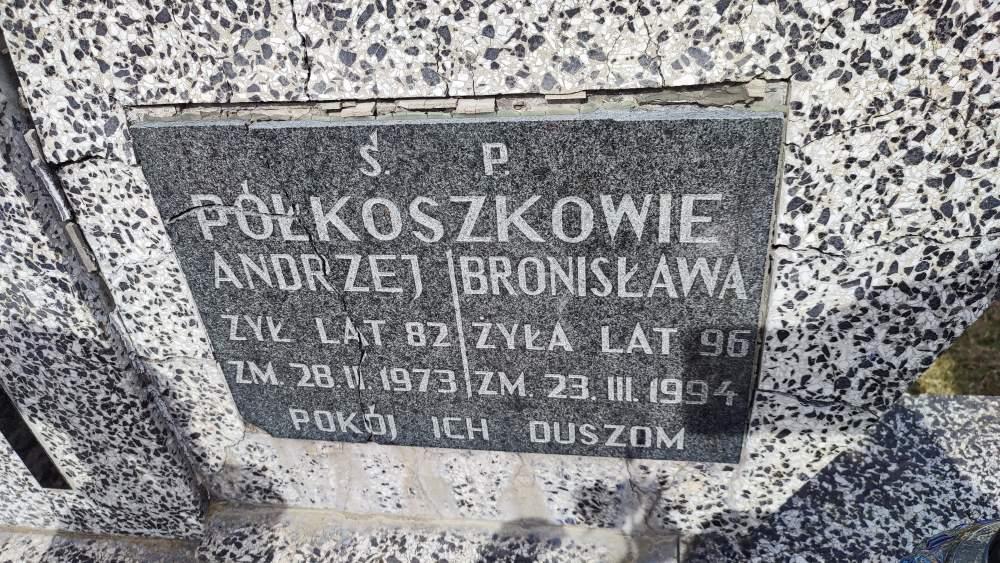 Ś. P.
PÓŁKOSZKOWIE
ANDRZEJ BRONISŁAWA
ŻYŁ LAT 82 ŻYŁA LAT 96
ZM. 28. II. 1973 ZM. 23. III. 1994
POKÓJ ICH DUSZOM